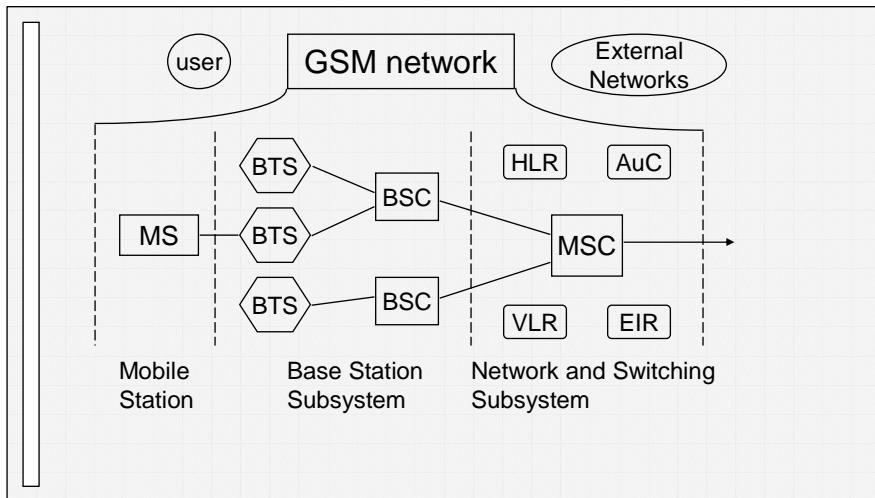 user
GSM network
External
Networks
BTS
HLR
AuC
BSC
MS
BTS
MSC
BTS
BSC
VLR
EIR
Mobile
Station
Base Station
Subsystem
Network and Switching
Subsystem